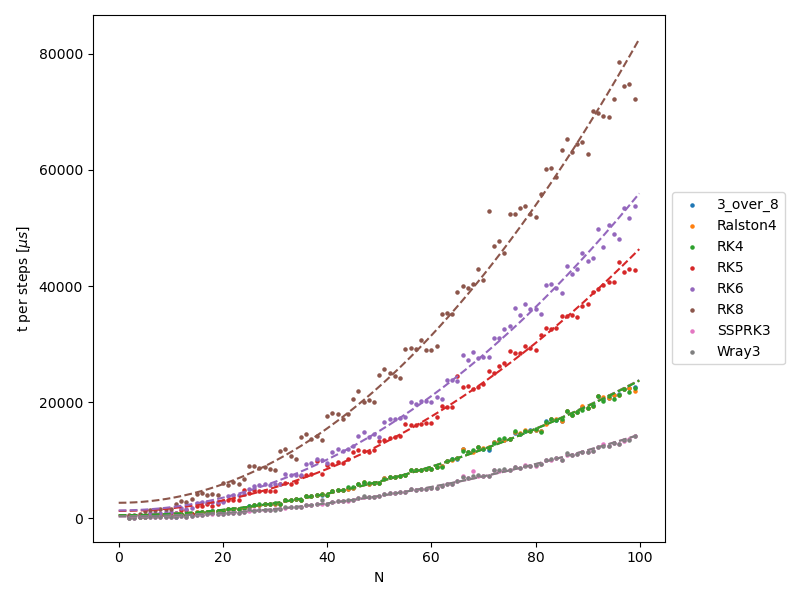 80000
60000
40000
20000
0
t per steps [μs]
0 20 40 60 80 100
N
3_over_8
Ralston4
RK4
RK5
RK6
RK8
SSPRK3
Wray3